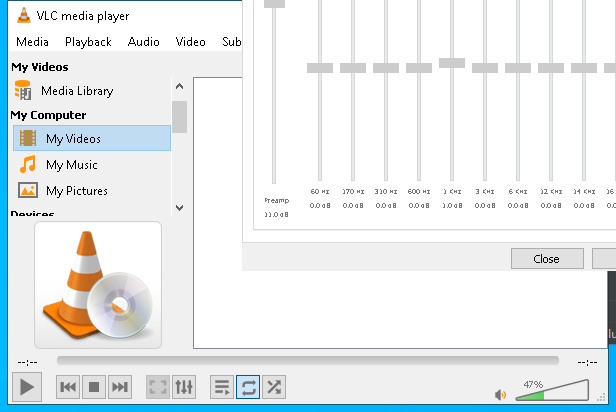 VLC media player
Media Playback Audio Video Sub
My Videos
Media Library
My Computer
My Videos
My Music
My Pictures
Devices
60 Hz 170 Hz 310 Hz 600 Hz 1 KHz 3 KHz 6 KHz 12 KHz 14 KHz 16
Preamp 0.0 dB 0.0 dB 0.0 dB 0.0 dB 1.0 dB 0.0 dB 0.0 dB 0.0 dB 0.0 dB
11.0 dB
Close
--:-- --:--
47%